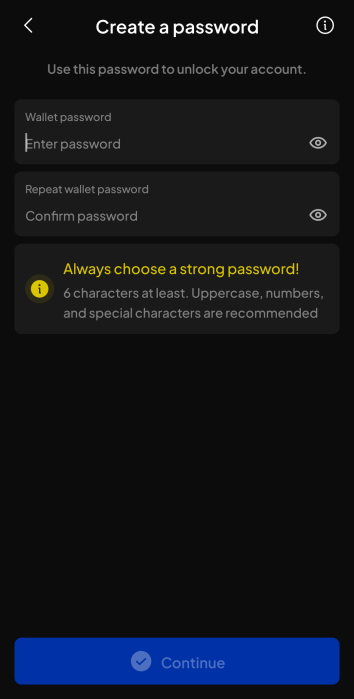 Create a password
Use this password to unlock your account.
Wallet password
Enter password
Repeat wallet password
Confirm password
Always choose a strong password!
6 characters at least. Uppercase, numbers,
and special characters are recommended
Continue